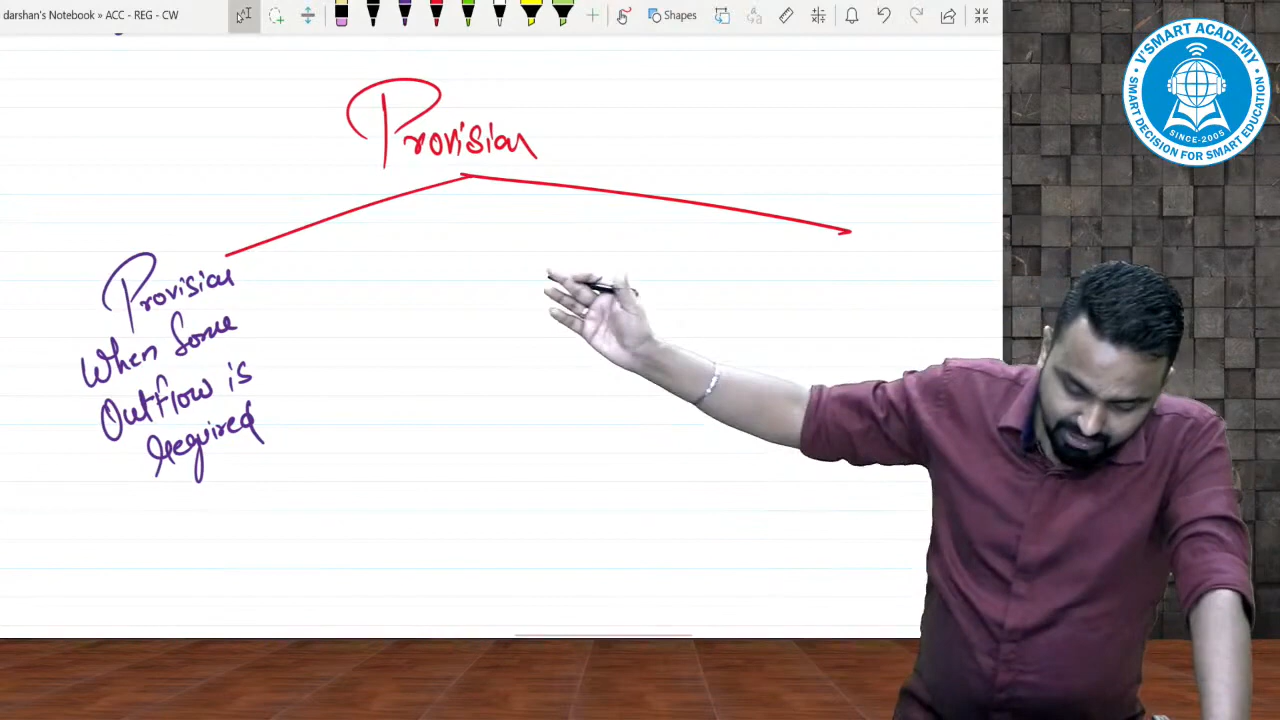 darshan's Notebook » ACC - REG - CW
Shapes
V'SMART ACADEMY
SINCE-2005
SMART DECISION FOR SMART EDUCATION
Provision
Provision
When Some
Outflow is
required